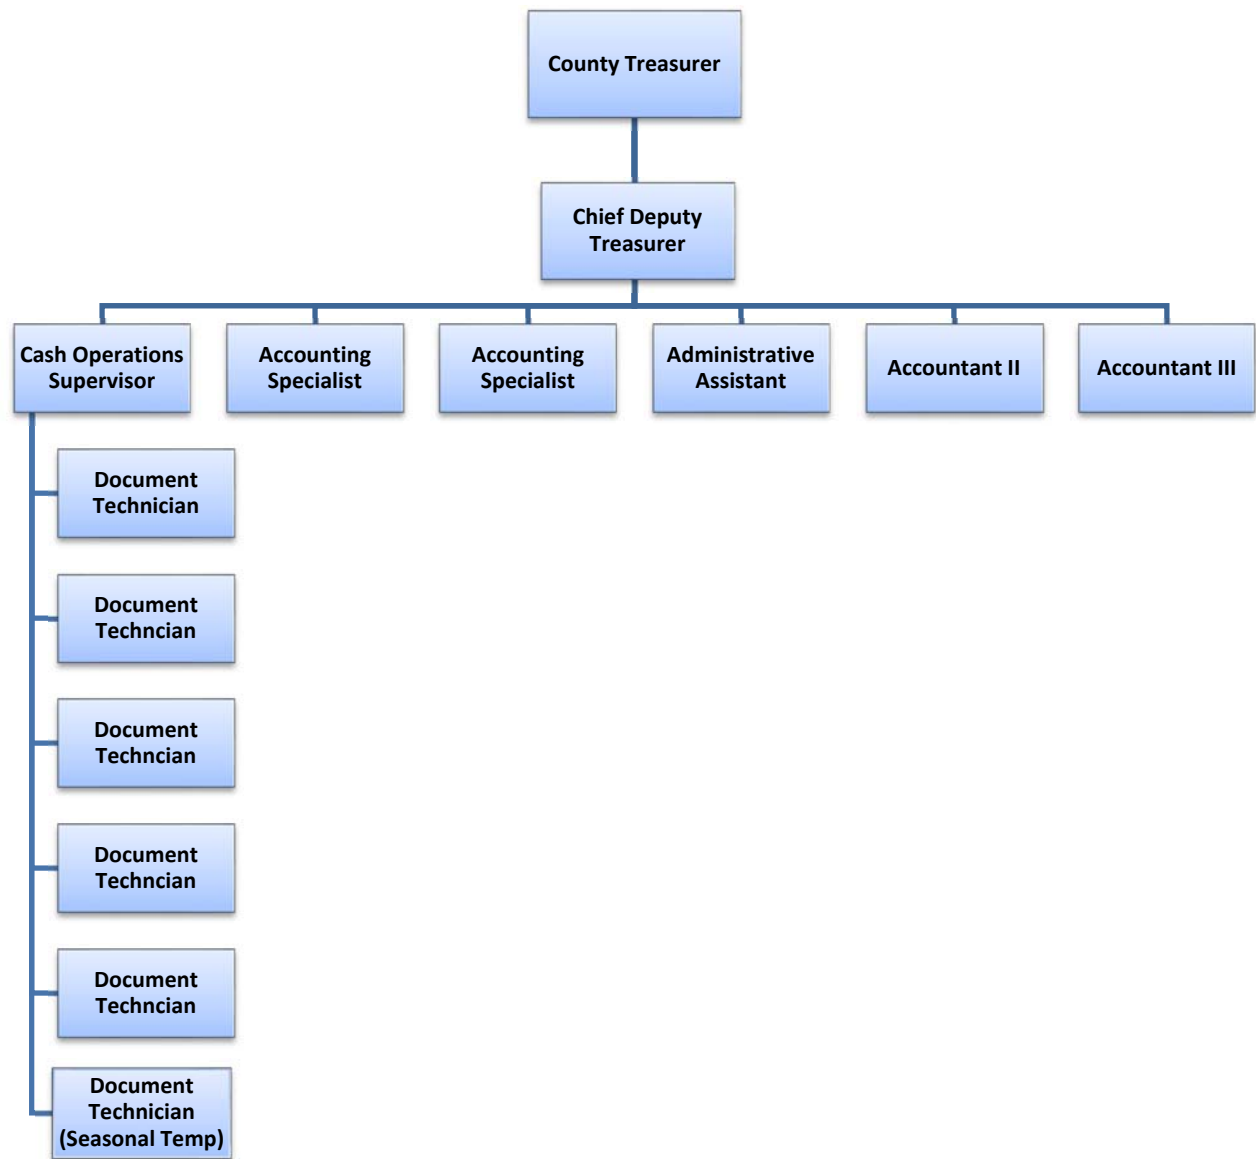 County Treasurer
Chief Deputy
Treasurer
Cash Operations
Supervisor
Accounting
Specialist
Accounting
Specialist
Administrative
Assistant
Accountant II
Accountant III
Document
Technician
Document
Techncian
Document
Techncian
Document
Techncian
Document
Techncian
Document
Technician
(Seasonal Temp)